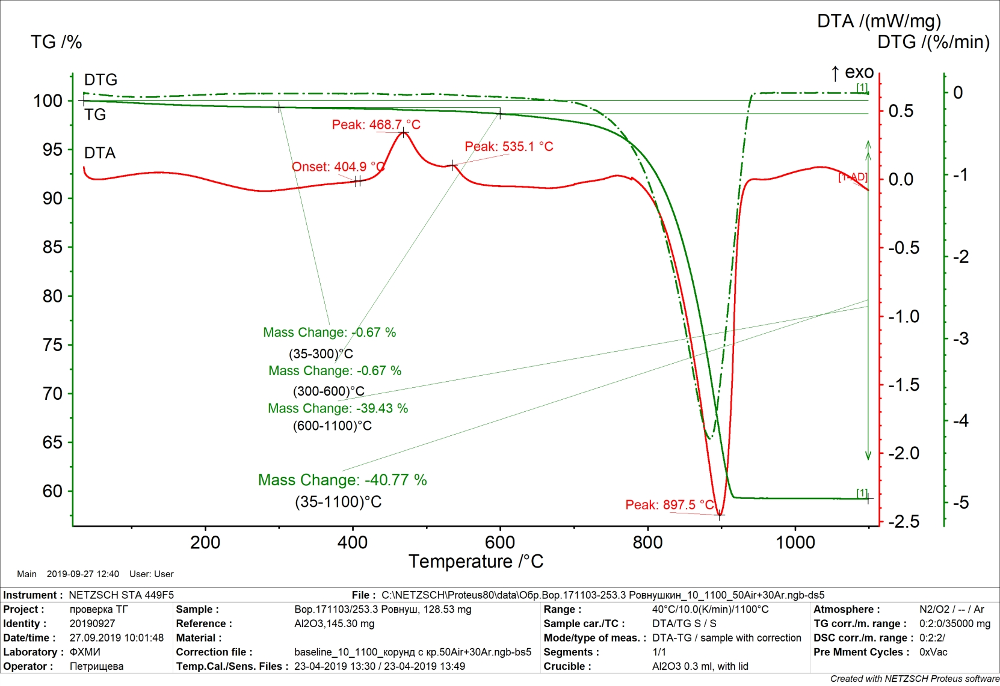 DTA /(mW/mg)
TG /%
DTG /(%/min)
↑ exo
DTG
[1]
TG
Peak: 468.7 °C
Peak: 535.1 °C
DTA
Onset: 404.9 °C
[1-AD]
100
95
90
85
80
75
70
65
60
0.5
0.0
-0.5
-1.0
-1.5
-2.0
-2.5
0
-1
-2
-3
-4
-5
Mass Change: -0.67 %
(35-300)°C
Mass Change: -0.67 %
(300-600)°C
Mass Change: -39.43 %
(600-1100)°C
Mass Change: -40.77 %
(35-1100)°C
[1]
Peak: 897.5 °C
200 400 600 800 1000
Temperature /°C
Main 2019-09-27 12:40 User: User
Instrument : NETZSCH STA 449F5 File : C:\NETZSCH\Proteus80\data\Обр.Вор.171103-253.3 Ровнушкин_10_1100_50Air+30Ar.ngb-ds5
Project : проверка ТГ Sample : Вор.171103/253.3 Ровнуш, 128.53 mg Range : 40°C/10.0(K/min)/1100°C Atmosphere : N2/O2 / -- / Ar
Identity : 20190927 Reference : Al2O3,145.30 mg Sample car./TC : DTA/TG S / S TG corr./m. range : 0:2:0/35000 mg
Date/time : 27.09.2019 10:01:48 Material : Mode/type of meas. : DTA-TG / sample with correction DSC corr./m. range : 0:2:2/
Laboratory : ФХМИ Correction file : baseline_10_1100_корунд с кр.50Air+30Ar.ngb-bs5 Segments : 1/1 Pre Mment Cycles : 0xVac
Operator : Петрищева Temp.Cal./Sens. Files : 23-04-2019 13:30 / 23-04-2019 13:49 Crucible : Al2O3 0.3 ml, with lid
Created with NETZSCH Proteus software